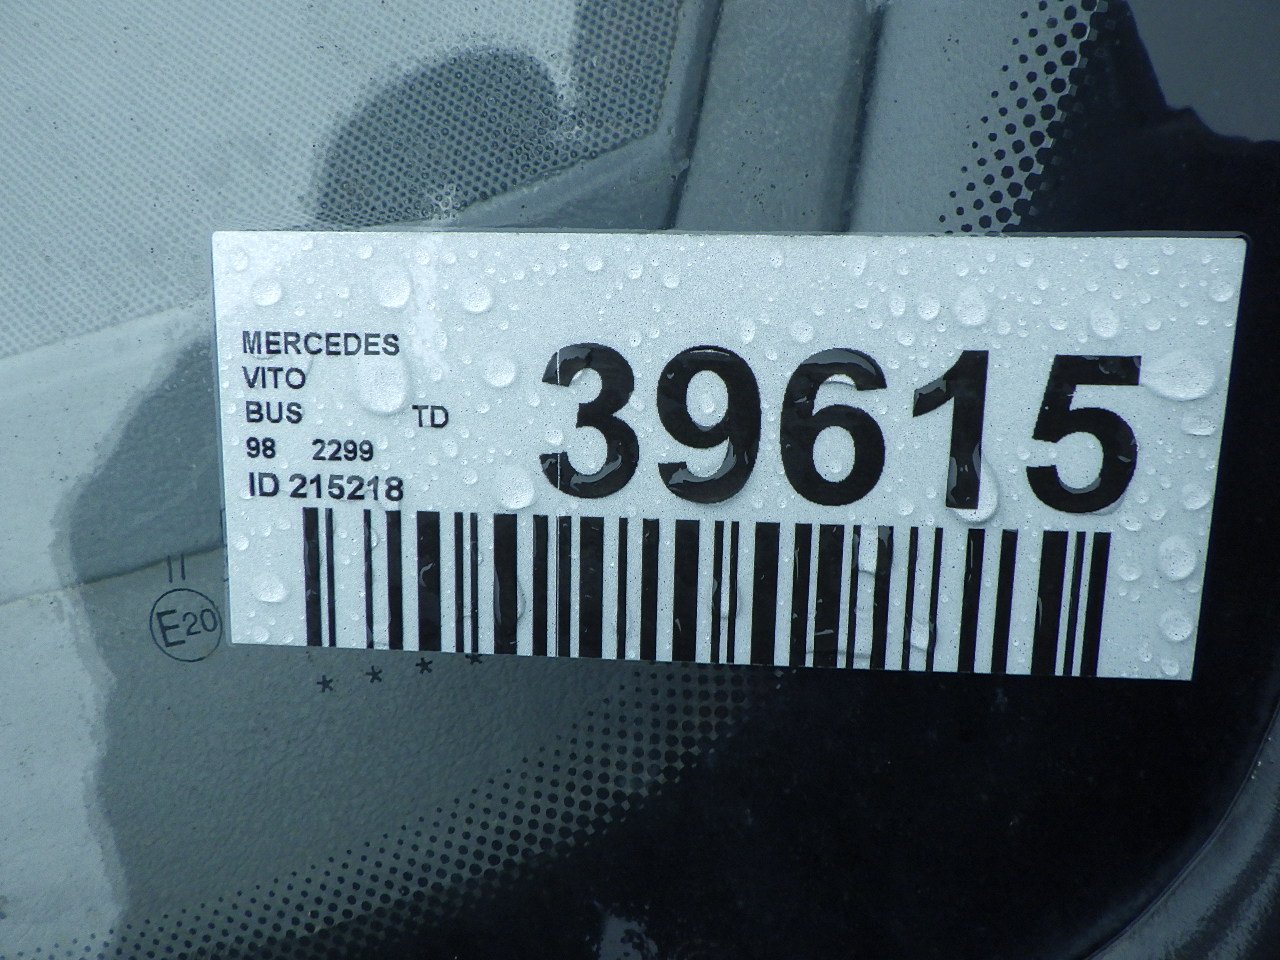 MERCEDES
VITO
BUS TD
98 2299
ID 215218
39615
E20
* * * *